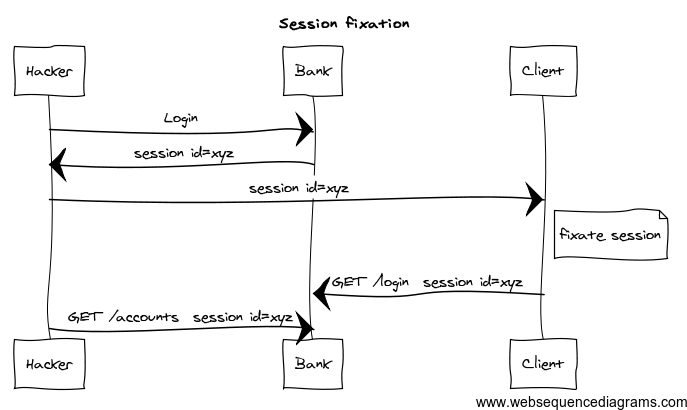 Session fixation
Hacker
Bank
Client
Login
session id=xyz
session id=xyz
fixate session
GET /login  session id=xyz
GET /accounts  session id=xyz
Hacker
Bank
Client
www.websequencediagrams.com